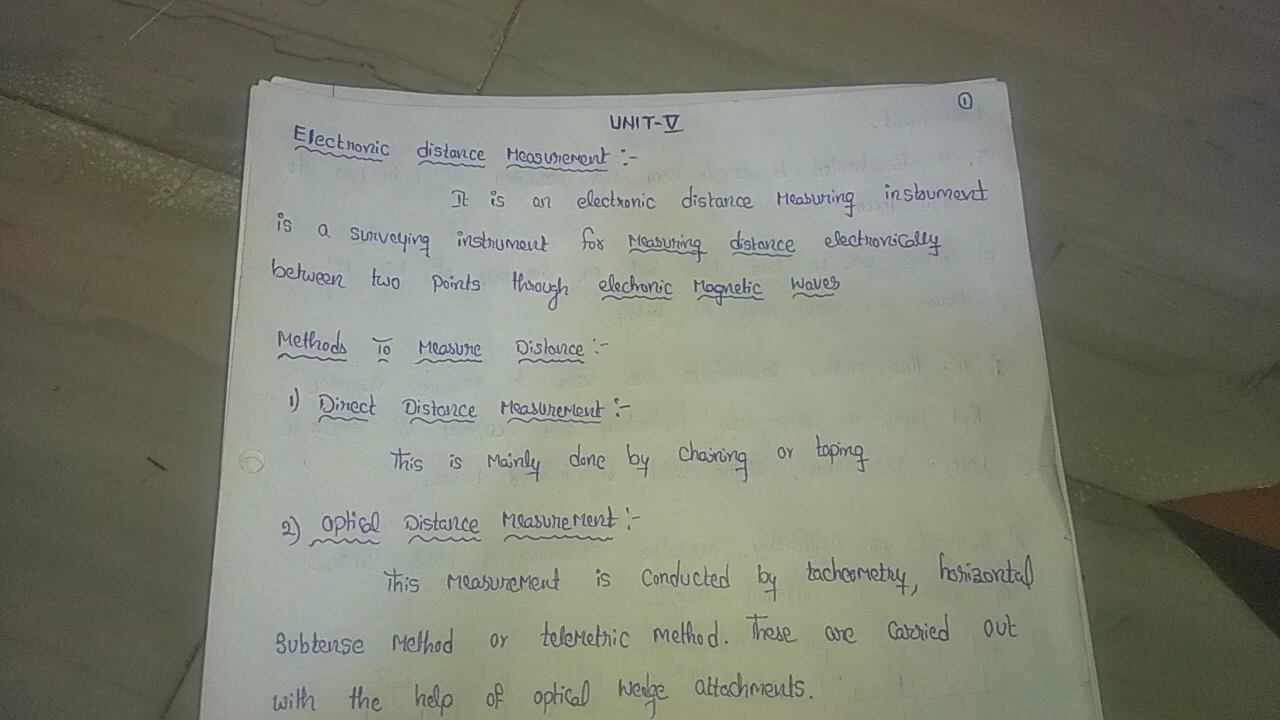 ①
UNIT-V
Electronic distance Measurement :-
It is an electronic distance Measuring instrument
is a surveying instrument for Measuring distance electronically
between two points through electronic Magnetic waves
Methods To Measure Distance :-
1) Direct Distance Measurement :-
This is Mainly done by chaining or taping
2) Optical Distance Measurement :-
This Measurement is conducted by tacheometry, horizontal
Subtense Method or telemetric method. These are carried out
with the help of optical wedge attachments.